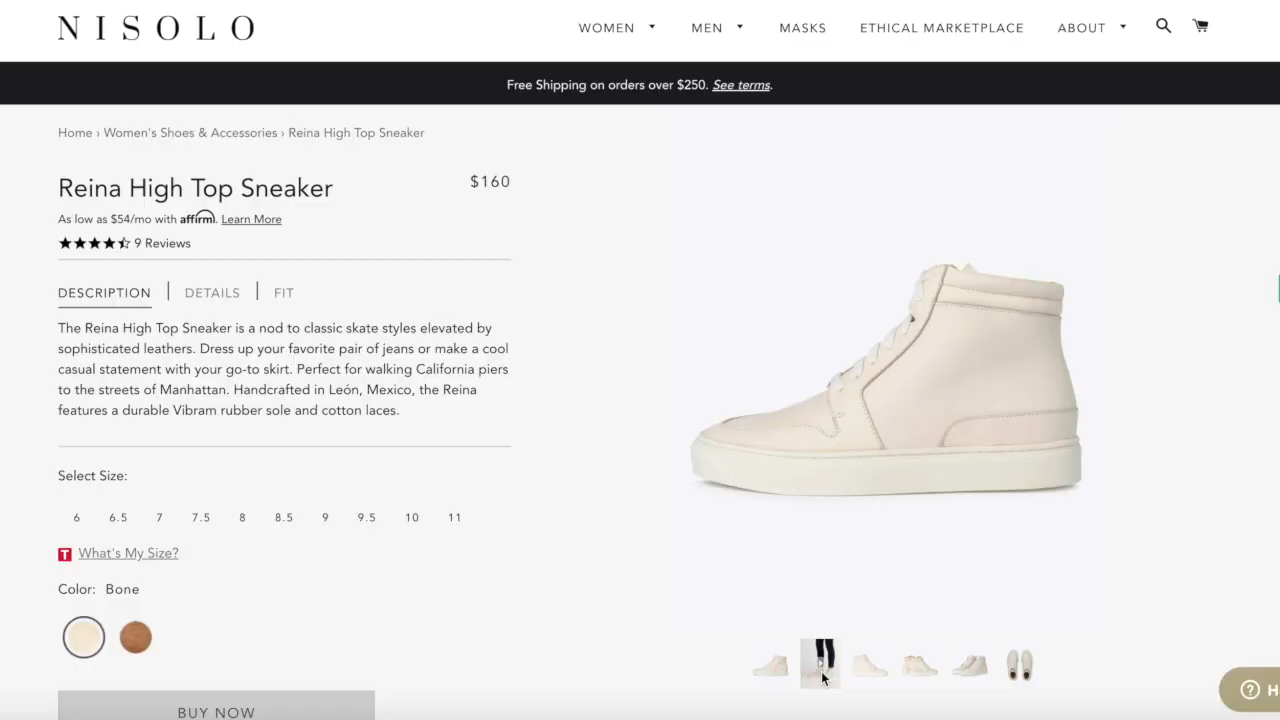 NISOLO
WOMEN MEN MASKS ETHICAL MARKETPLACE ABOUT
Free Shipping on orders over $250. See terms.
Home › Women's Shoes & Accessories › Reina High Top Sneaker
Reina High Top Sneaker $160
As low as $54/mo with affirm. Learn More
9 Reviews
DESCRIPTION | DETAILS | FIT
The Reina High Top Sneaker is a nod to classic skate styles elevated by
sophisticated leathers. Dress up your favorite pair of jeans or make a cool
casual statement with your go-to skirt. Perfect for walking California piers
to the streets of Manhattan. Handcrafted in León, Mexico, the Reina
features a durable Vibram rubber sole and cotton laces.
Select Size:
6 6.5 7 7.5 8 8.5 9 9.5 10 11
T What's My Size?
Color: Bone
BUY NOW
? H